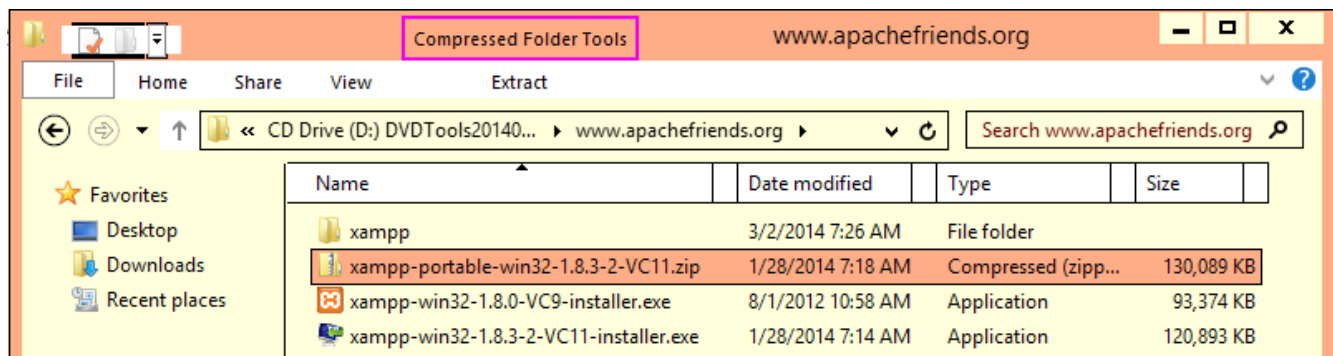 Compressed Folder Tools www.apachefriends.org
File Home Share View Extract
« CD Drive (D:) DVDTools20140... www.apachefriends.org Search www.apachefriends.org
Name Date modified Type Size
Favorites
Desktop xampp 3/2/2014 7:26 AM File folder
Downloads xampp-portable-win32-1.8.3-2-VC11.zip 1/28/2014 7:18 AM Compressed (zipp... 130,089 KB
Recent places xampp-win32-1.8.0-VC9-installer.exe 8/1/2012 10:58 AM Application 93,374 KB
xampp-win32-1.8.3-2-VC11-installer.exe 1/28/2014 7:14 AM Application 120,893 KB